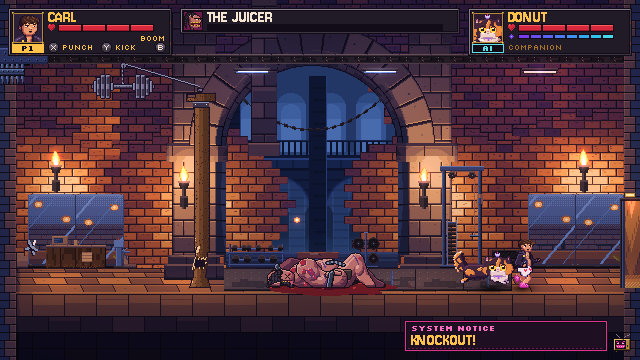 CARL
BOOM
P1
X PUNCH Y KICK B
THE JUICER
DONUT
AI COMPANION
SYSTEM NOTICE
KNOCKOUT!